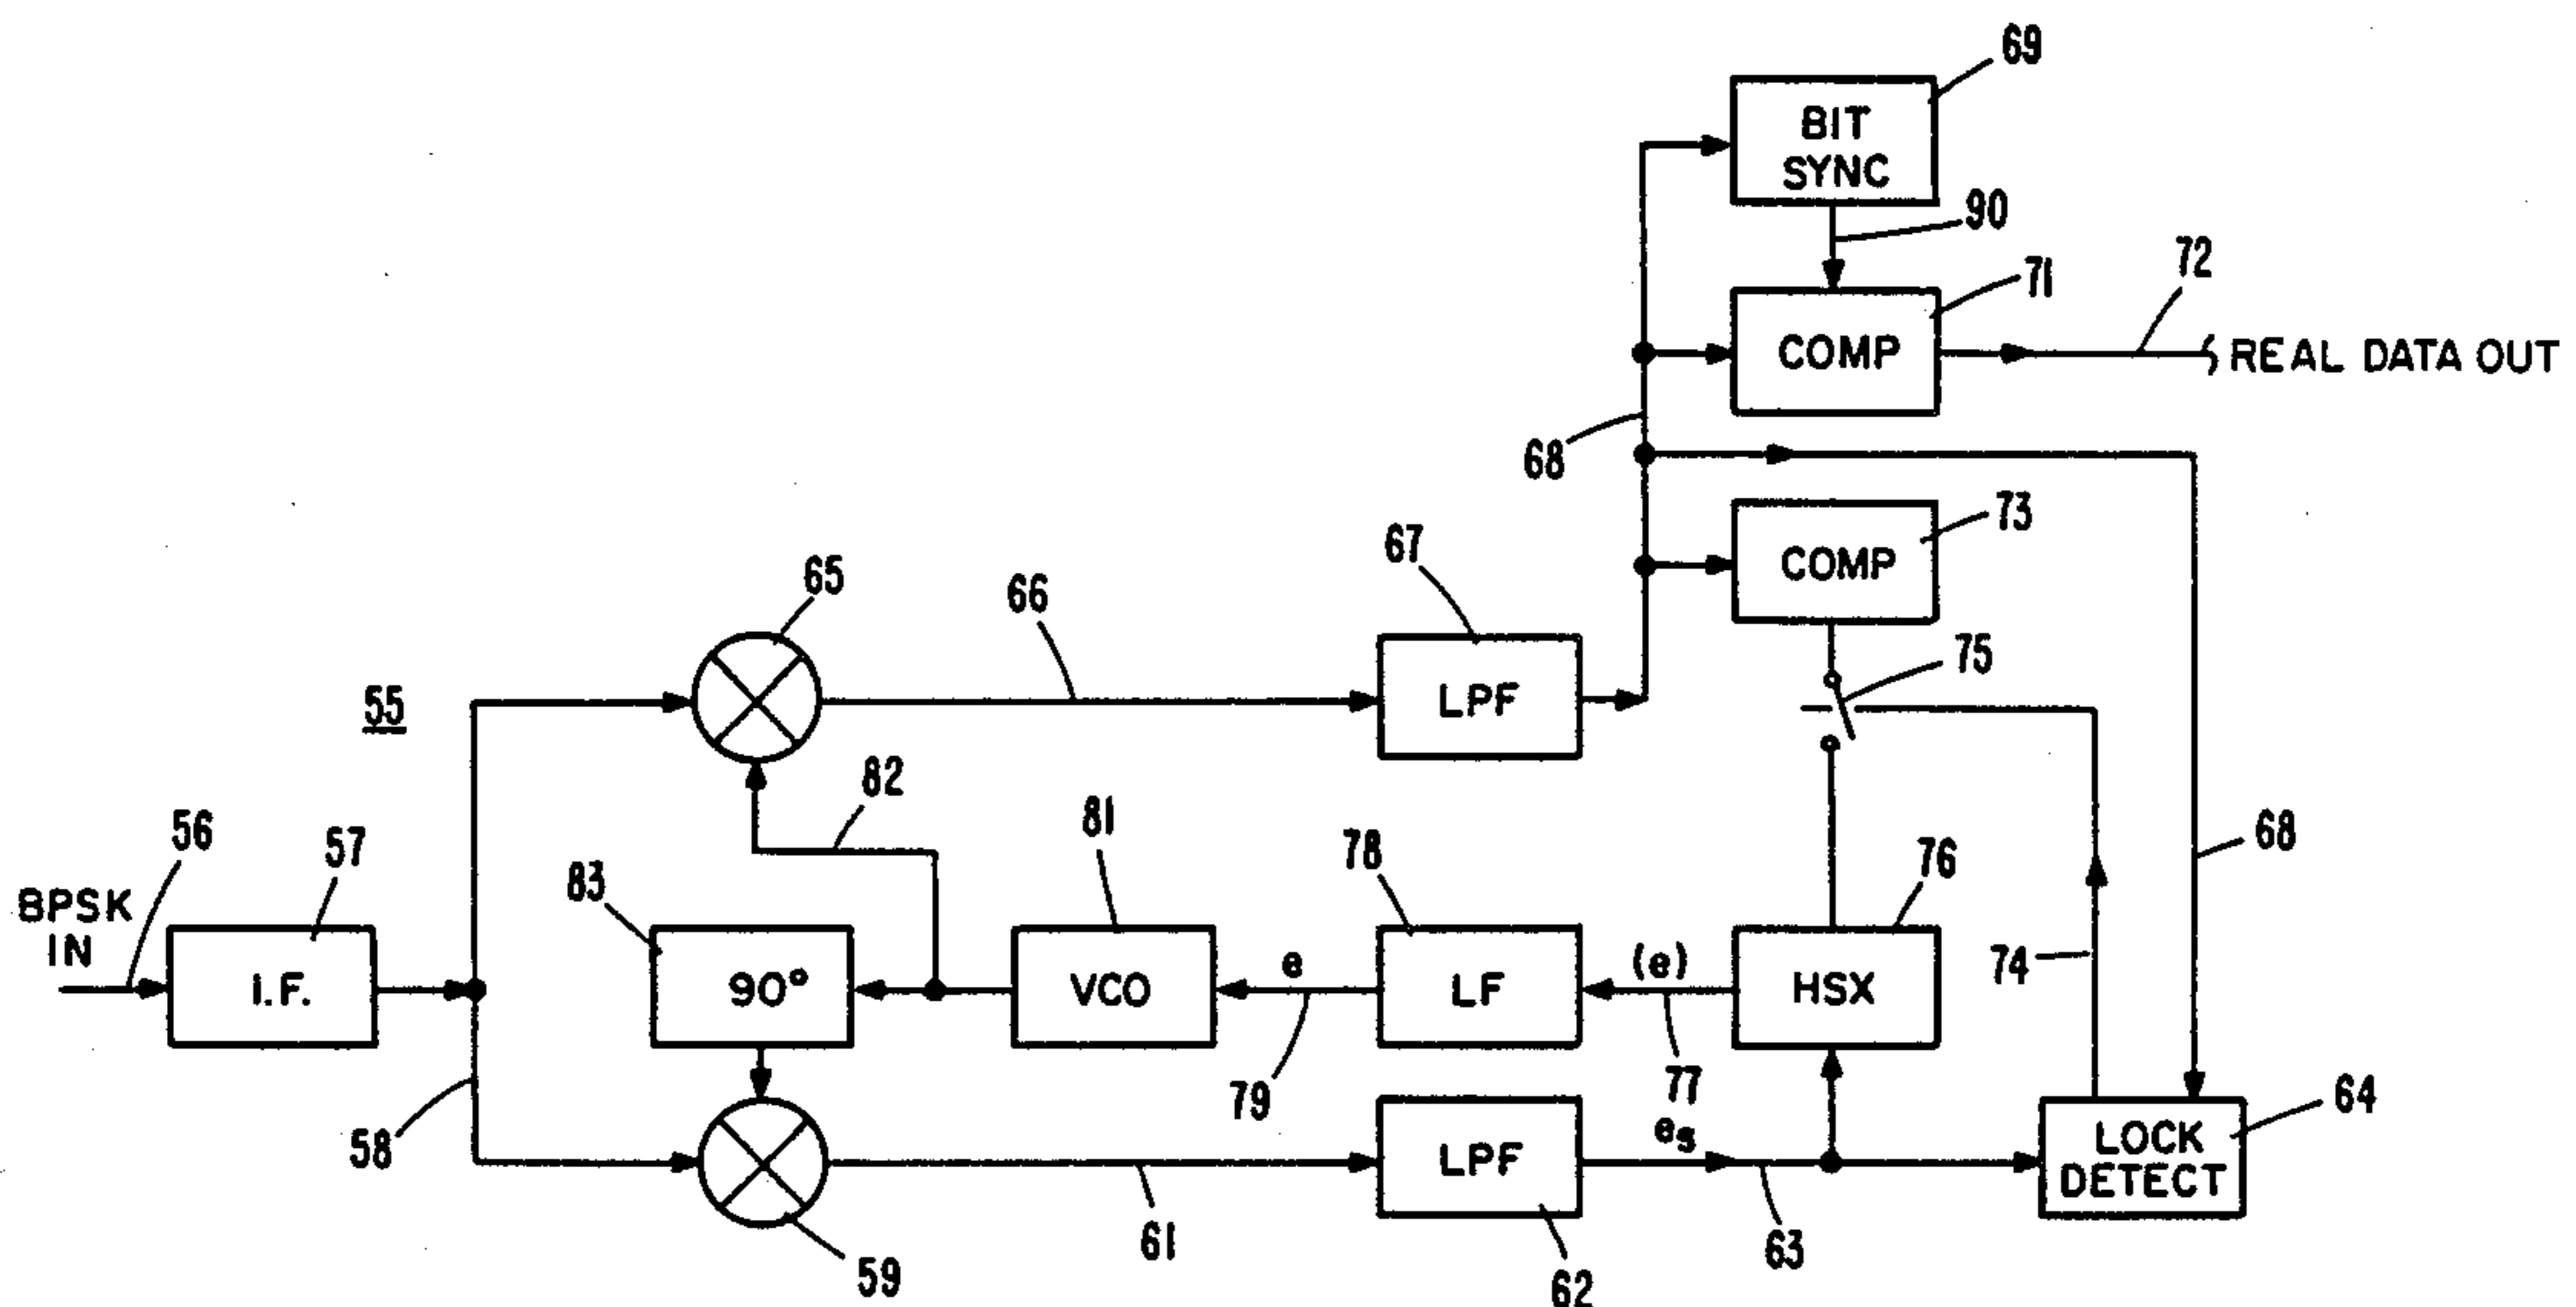 69
BIT
SYNC
90
71
72
COMP
REAL DATA OUT
68
73
COMP
67
65
66
75
55
LPF
82
56
57
83
81
78
76
68
BPSK
IN
I.F.
90°
VCO
e
LF
(e)
HSX
74
79
77
64
58
LPF
es
LOCK
DETECT
59
61
62
63